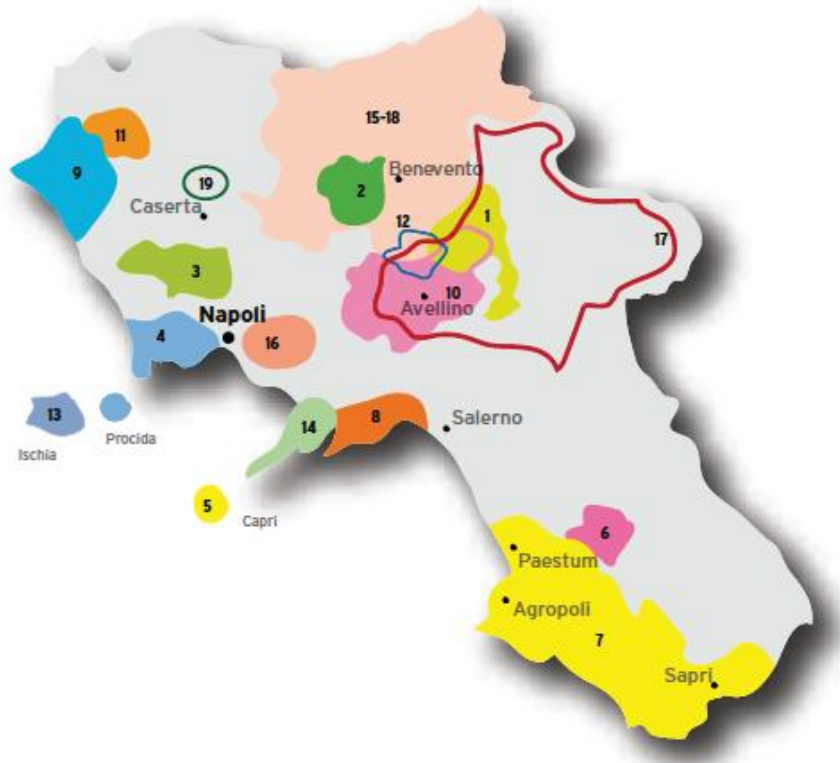 15-18
11
9
2
Benevento
19
Caserta
12
1
17
3
10
Avellino
Napoli
4
16
13
Procida
Ischia
14
8
Salerno
5
Capri
6
Paestum
Agropoli
7
Sapri